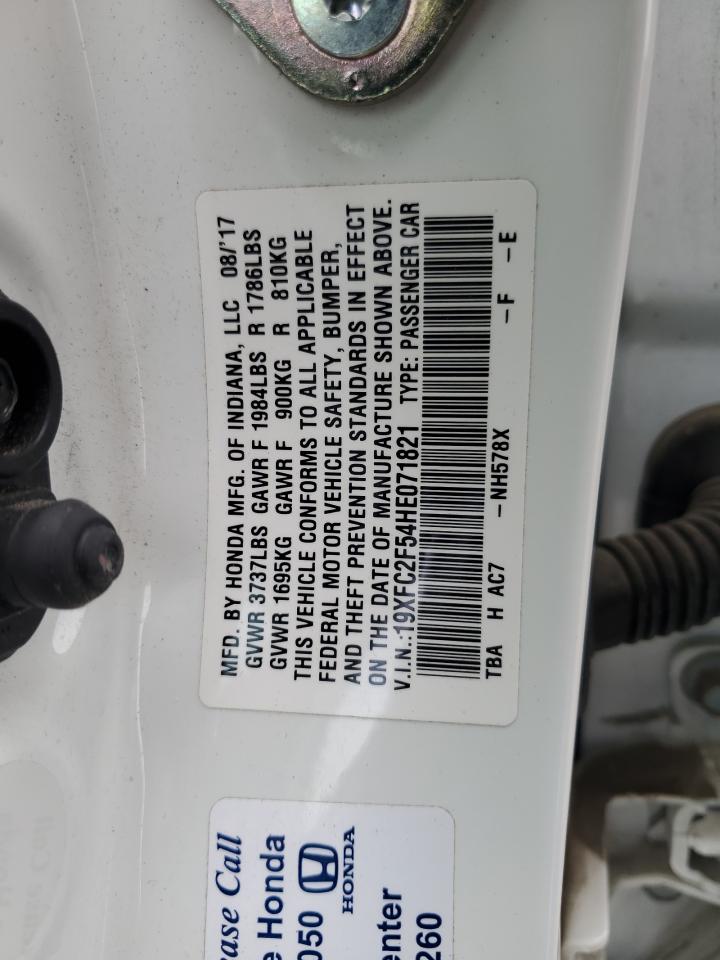 MFD. BY HONDA MFG. OF INDIANA, LLC 08/'17
GVWR 3737LBS GAWR F 1984LBS R 1786LBS
GVWR 1695KG GAWR F 900KG R 810KG
THIS VEHICLE CONFORMS TO ALL APPLICABLE
FEDERAL MOTOR VEHICLE SAFETY, BUMPER,
AND THEFT PREVENTION STANDARDS IN EFFECT
ON THE DATE OF MANUFACTURE SHOWN ABOVE.
V.I.N.:19XFC2F54HE071821 TYPE: PASSENGER CAR
TBA H AC7 -NH578X -F -E
Call
Honda
050
HONDA
260